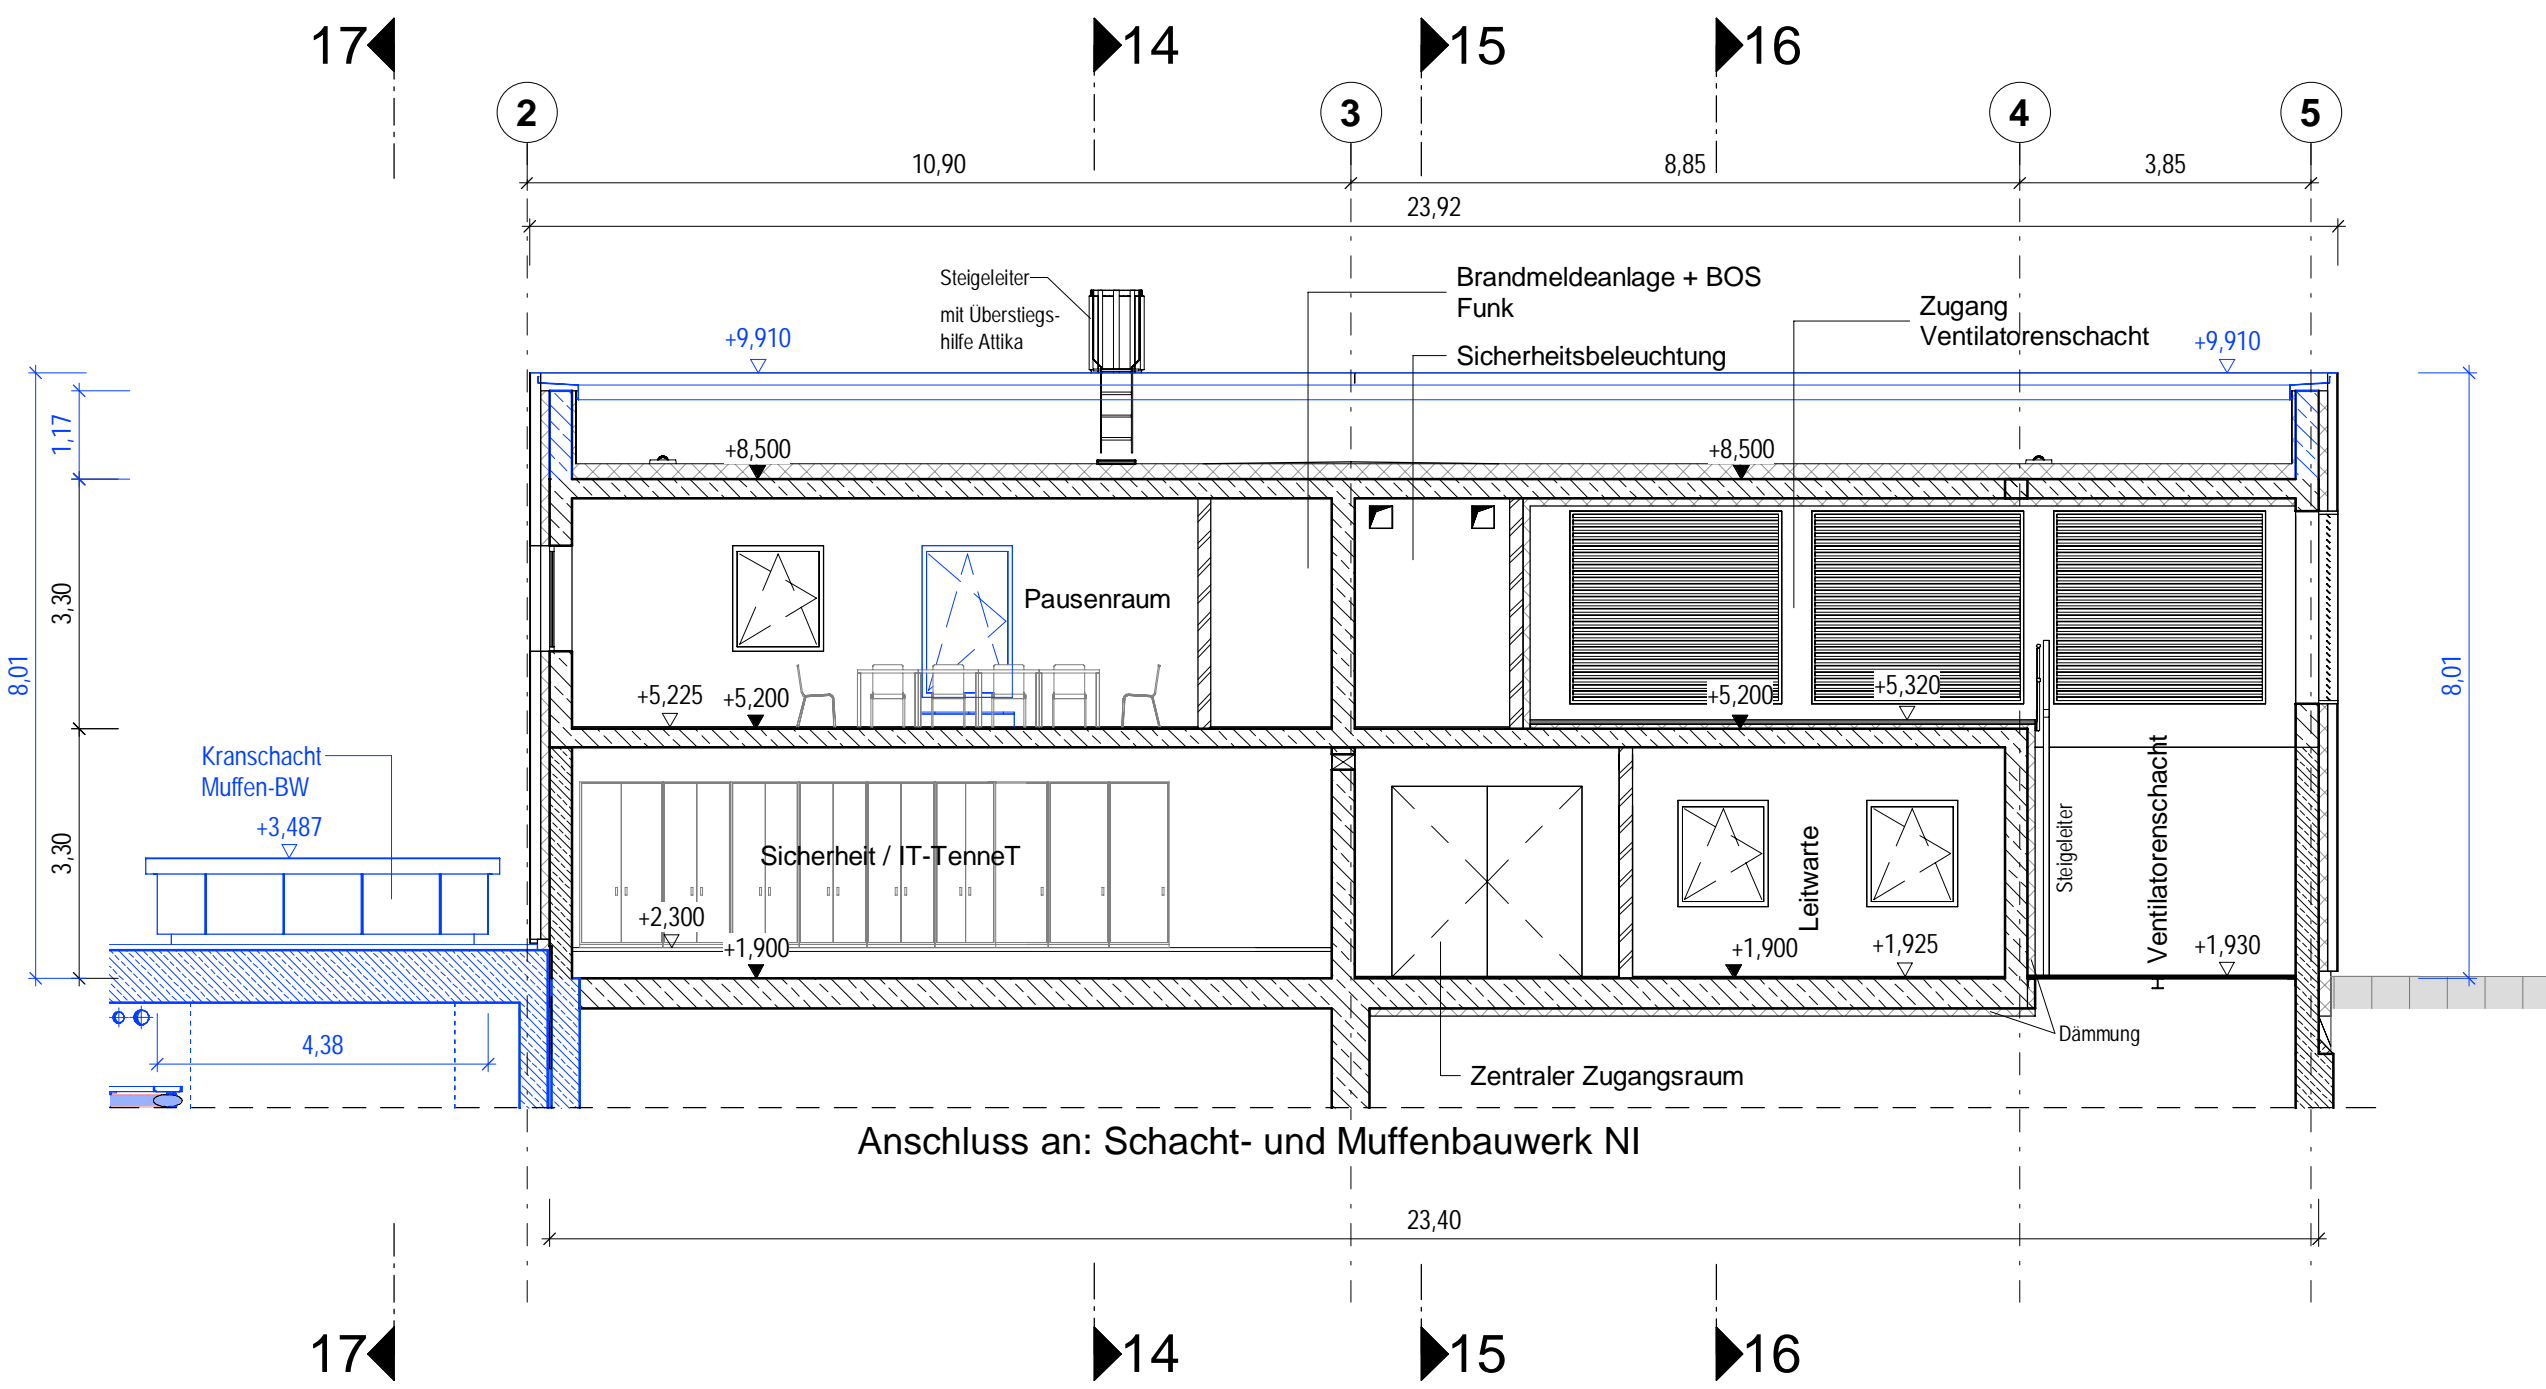 17 14 15 16
2 3 4 5
10,90 8,85 3,85
23,92
Steigeleiter
mit Überstiegs-
hilfe Attika
Brandmeldeanlage + BOS
Funk
Sicherheitsbeleuchtung
Zugang
Ventilatorenschacht
+9,910 +9,910
1,17
+8,500 +8,500
3,30
8,01 8,01
Pausenraum
+5,225 +5,200 +5,200 +5,320
Kranschacht
Muffen-BW
+3,487
3,30
Sicherheit / IT-TenneT
Leitwarte
Steigeleiter
H Ventilatorenschacht
+2,300
+1,900 +1,900 +1,925 +1,930
4,38
Dämmung
Zentraler Zugangsraum
Anschluss an: Schacht- und Muffenbauwerk NI
23,40
17 14 15 16